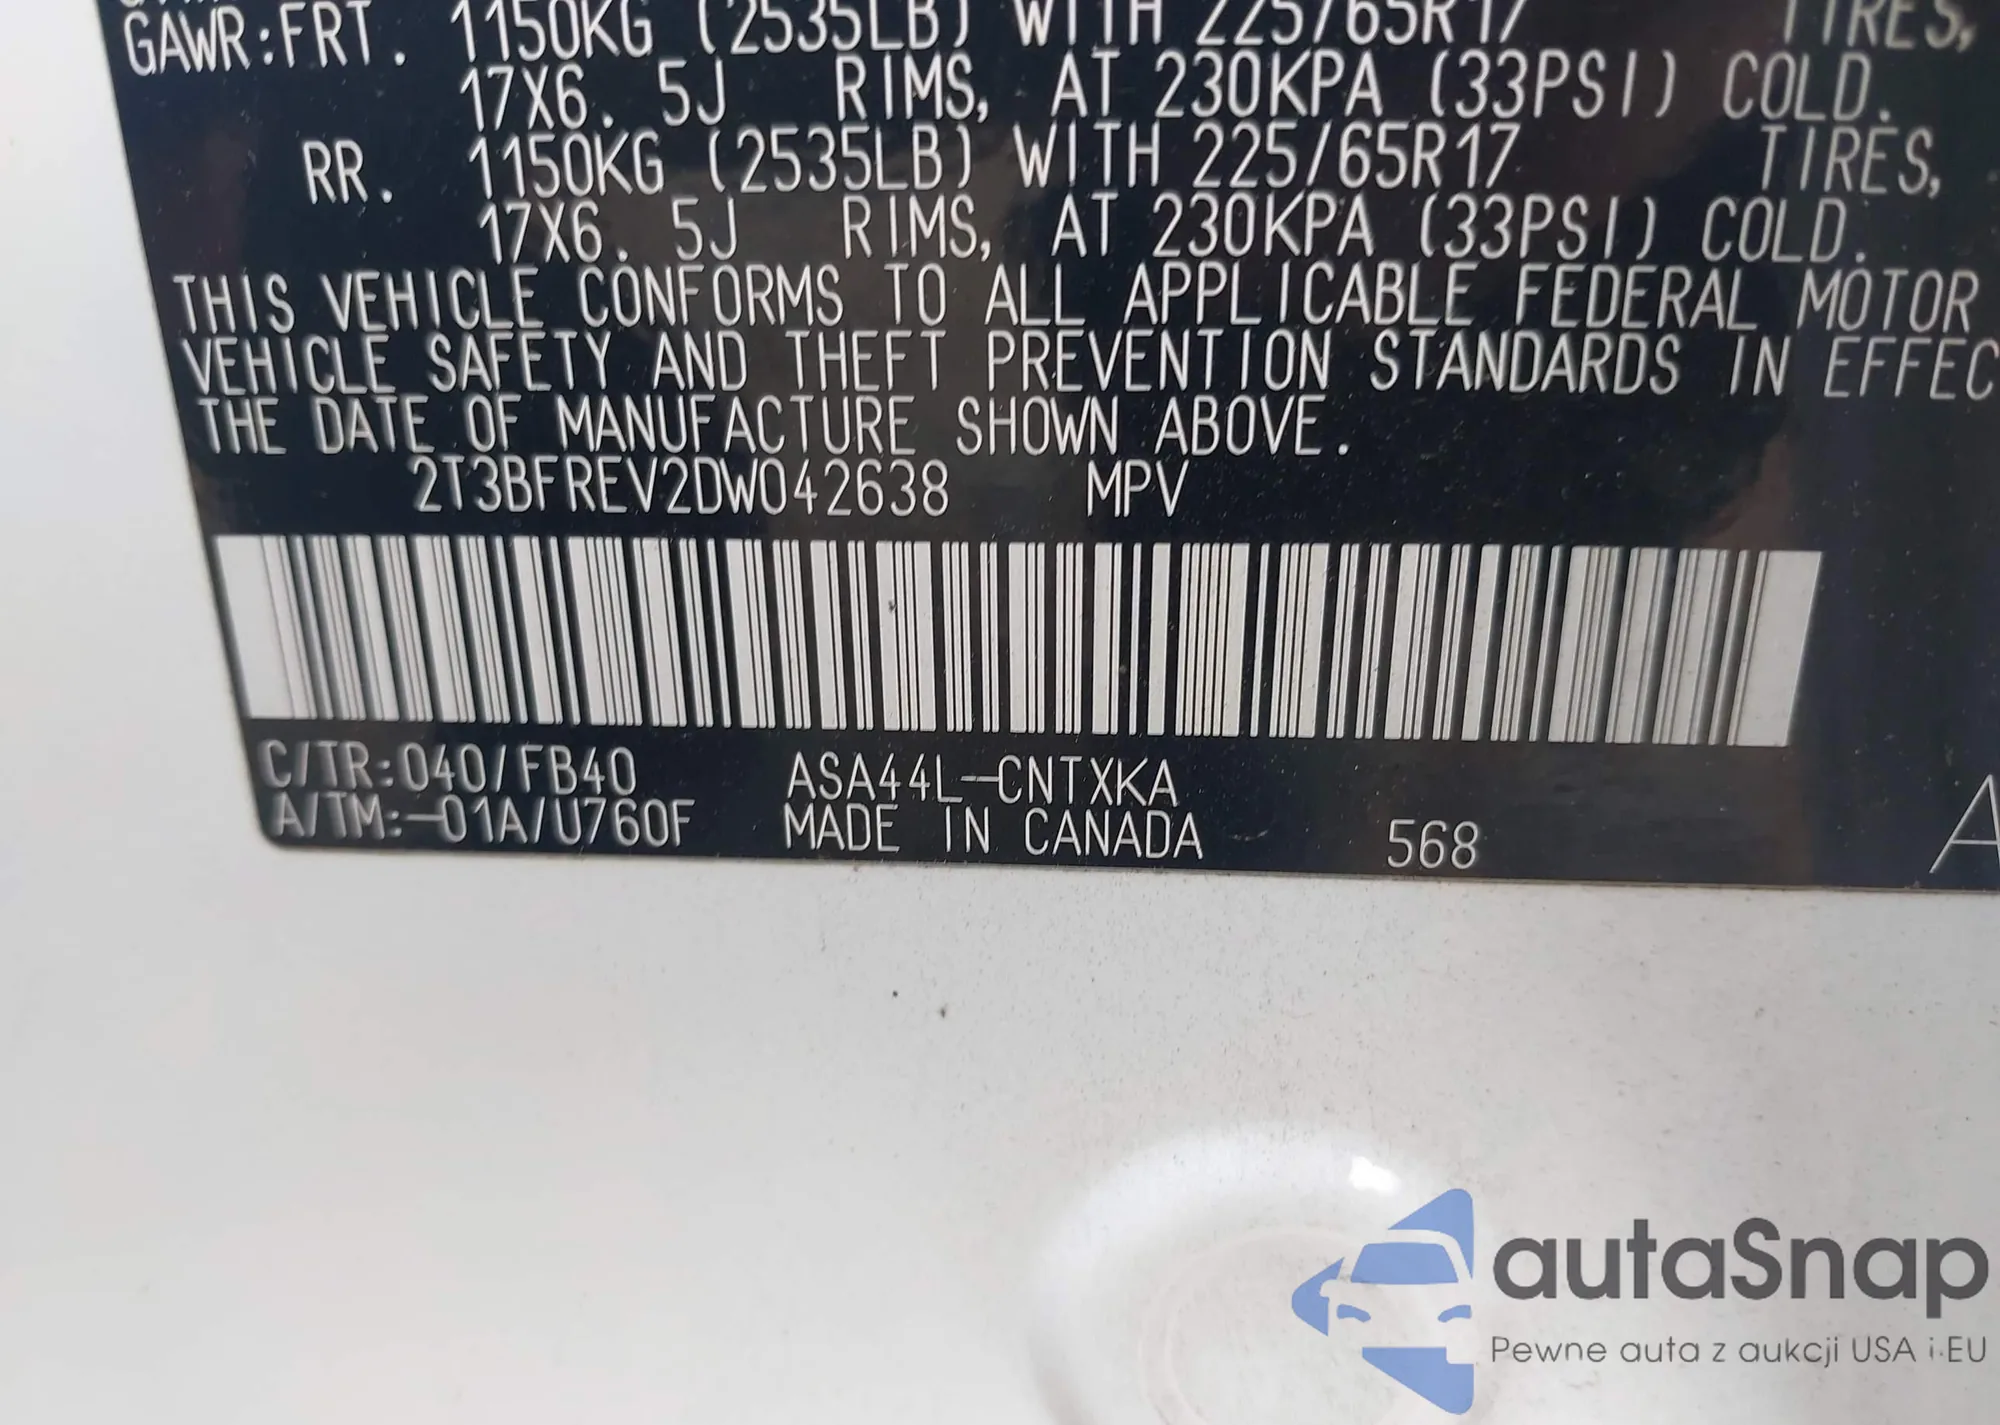 GAWR:FRT. 1150KG (2535LB) WITH 225/65R17 TIRES,
17X6.5J RIMS, AT 230KPA (33PSI) COLD.
RR. 1150KG (2535LB) WITH 225/65R17 TIRES,
17X6.5J RIMS, AT 230KPA (33PSI) COLD.
THIS VEHICLE CONFORMS TO ALL APPLICABLE FEDERAL MOTOR
VEHICLE SAFETY AND THEFT PREVENTION STANDARDS IN EFFEC
THE DATE OF MANUFACTURE SHOWN ABOVE.
2T3BFREV2DW042638 MPV
C/TR:040/FB40 ASA44L-CNTXKA
A/TM:-01A/U760F MADE IN CANADA 568 A
autaSnap
Pewne auta z aukcji USA i EU